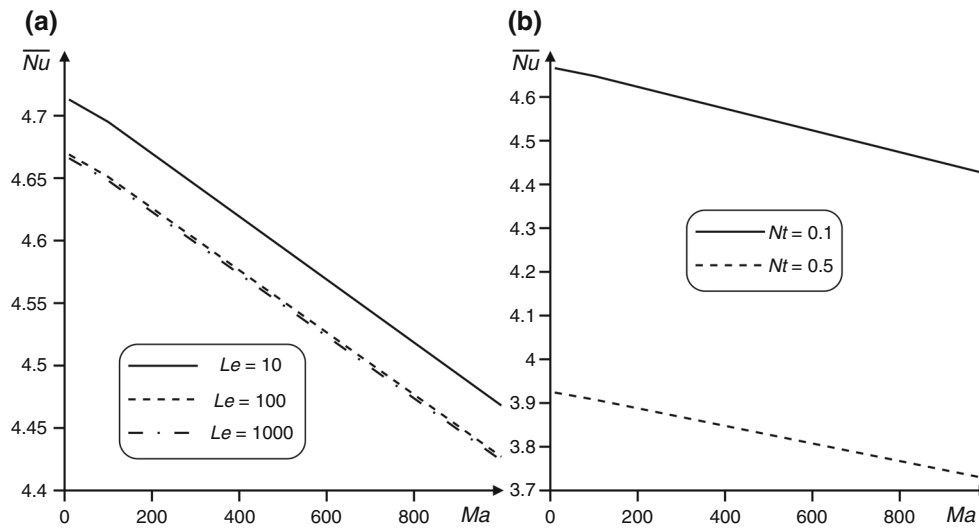 (a)
Nu
4.7
4.65
4.6
4.55
4.5
4.45
4.4
0
200
400
600
800
Ma
Le = 10
Le = 100
Le = 1000
(b)
Nu
4.6
4.5
4.4
4.3
4.2
4.1
4
3.9
3.8
3.7
0
200
400
600
800
Ma
Nt = 0.1
Nt = 0.5